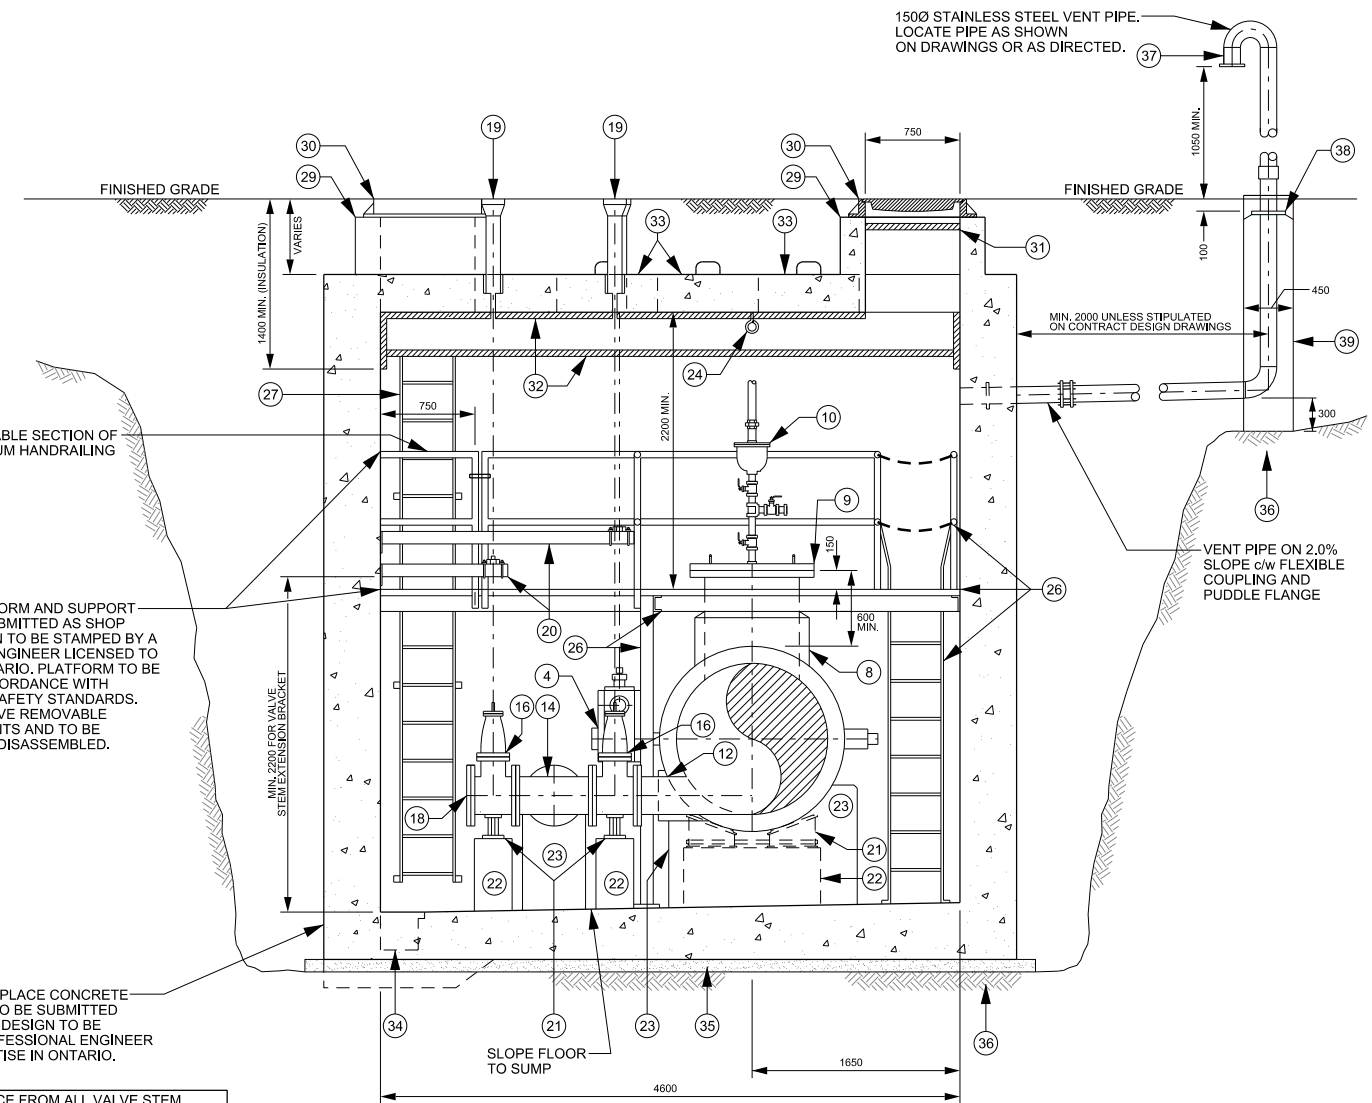 150Ø STAINLESS STEEL VENT PIPE.
LOCATE PIPE AS SHOWN
ON DRAWINGS OR AS DIRECTED.
37
1050 MIN.
19
19
750
30
30
38
29
29
FINISHED GRADE
FINISHED GRADE
VARIES
1400 MIN. (INSULATION)
33
33
31
100
450
MIN. 2000 UNLESS STIPULATED
ON CONTRACT DESIGN DRAWINGS
39
24
32
27
750
2200 MIN.
10
300
ABLE SECTION OF
UM HANDRAILING
9
36
150
VENT PIPE ON 2.0%
SLOPE c/w FLEXIBLE
COUPLING AND
PUDDLE FLANGE
26
ORM AND SUPPORT
BMITTED AS SHOP
N TO BE STAMPED BY A
NGINEER LICENSED TO
ARIO. PLATFORM TO BE
ORDANCE WITH
AFETY STANDARDS.
VE REMOVABLE
NTS AND TO BE
DISASSEMBLED.
20
600
MIN.
26
8
4
14
16
16
12
MIN. 2200 FOR VALVE
STEM EXTENSION BRACKET
18
23
23
21
22
22
22
PLACE CONCRETE
O BE SUBMITTED
DESIGN TO BE
FESSIONAL ENGINEER
TISE IN ONTARIO.
34
21
23
35
36
SLOPE FLOOR
TO SUMP
1650
4600
CE FROM ALL VALVE STEM